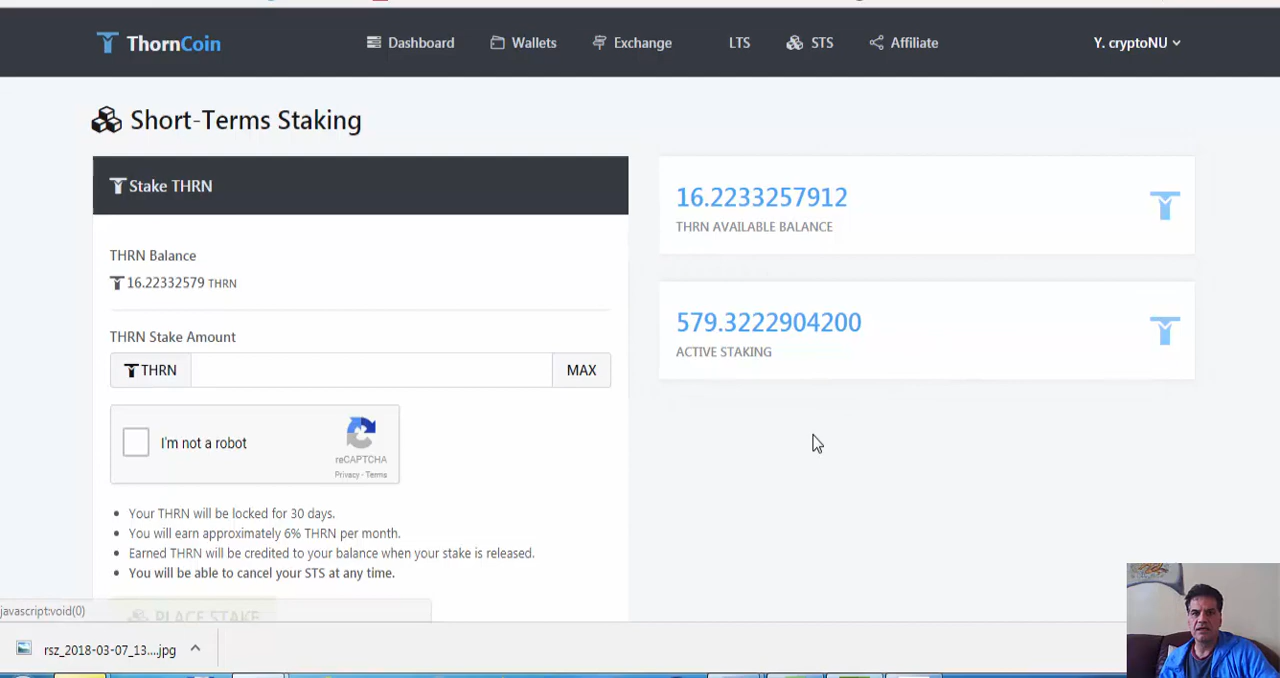 ThornCoin
Dashboard Wallets Exchange LTS STS Affiliate Y. cryptoNU
Short-Terms Staking
Stake THRN
THRN Balance
16.22332579 THRN
THRN Stake Amount
THRN MAX
I'm not a robot
reCAPTCHA
Privacy - Terms
Your THRN will be locked for 30 days.
You will earn approximately 6% THRN per month.
Earned THRN will be credited to your balance when your stake is released.
You will be able to cancel your STS at any time.
PLACE STAKE
16.2233257912
THRN AVAILABLE BALANCE
579.3222904200
ACTIVE STAKING
javascript:void(0)
rsz_2018-03-07_13....jpg